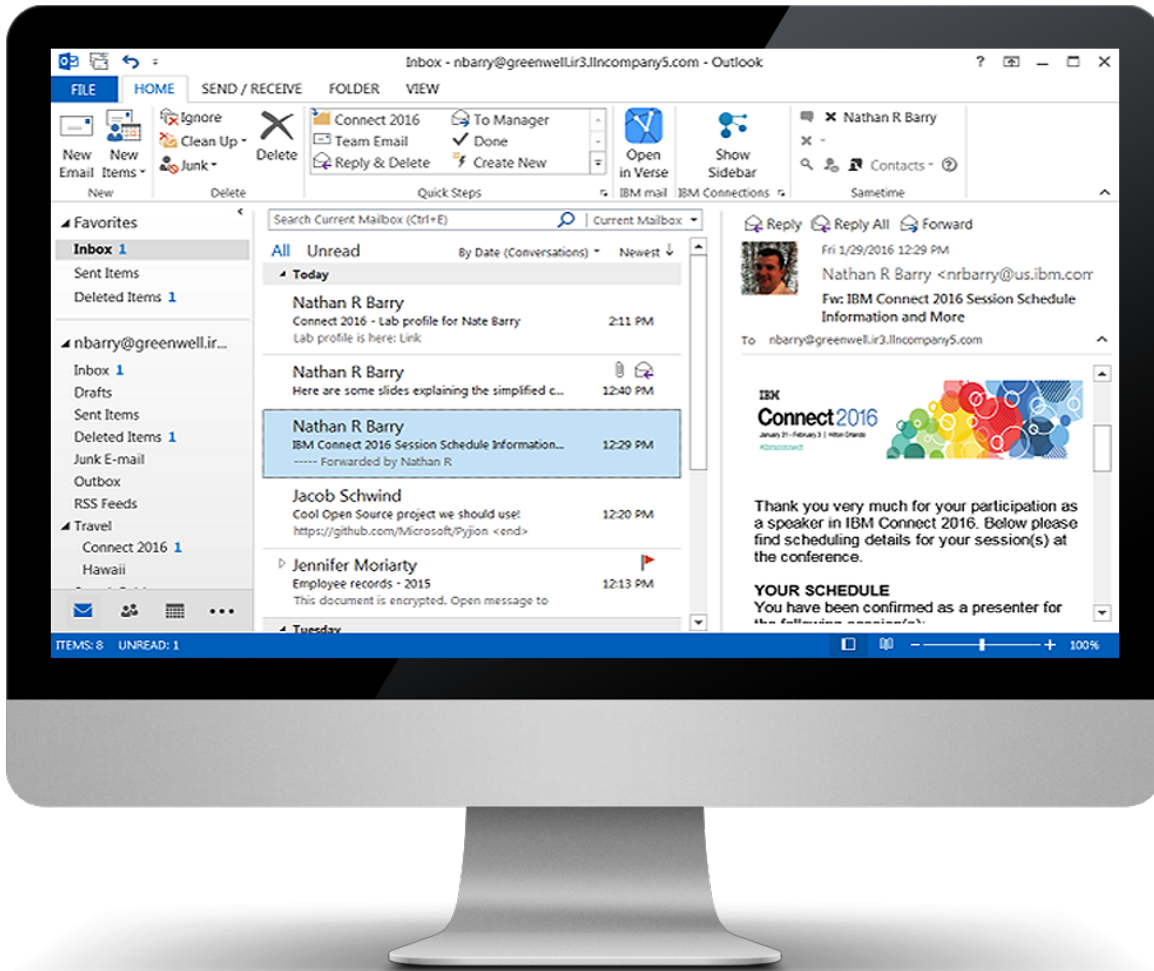 Inbox - nbarry@greenwell.ir3.llncompany5.com - Outlook
FILE HOME SEND / RECEIVE FOLDER VIEW
New Email
New Items
New
Ignore
Clean Up
Junk
Delete
Delete
Connect 2016
Team Email
Reply & Delete
To Manager
Done
Create New
Quick Steps
Open in Verse
IBM mail
Show Sidebar
IBM Connections
Nathan R Barry
Contacts
Sametime
Favorites
Inbox 1
Sent Items
Deleted Items 1
nbarry@greenwell.ir...
Inbox 1
Drafts
Sent Items
Deleted Items 1
Junk E-mail
Outbox
RSS Feeds
Travel
Connect 2016 1
Hawaii
Search Current Mailbox (Ctrl+E) Current Mailbox
All Unread By Date (Conversations) Newest ↓
Today
Nathan R Barry
Connect 2016 - Lab profile for Nate Barry 2:11 PM
Lab profile is here: Link
Nathan R Barry
Here are some slides explaining the simplified c... 12:40 PM
Nathan R Barry
IBM Connect 2016 Session Schedule Information... 12:29 PM
----- Forwarded by Nathan R
Jacob Schwind
Cool Open Source project we should use! 12:20 PM
https://github.com/Microsoft/Pyjion <end>
Jennifer Moriarty
Employee records - 2015 12:13 PM
This document is encrypted. Open message to
Tuesday
Reply Reply All Forward
Fri 1/29/2016 12:29 PM
Nathan R Barry <nrbarry@us.ibm.com
Fw: IBM Connect 2016 Session Schedule
Information and More
To nbarry@greenwell.ir3.llncompany5.com
IBM
Connect2016
January 31 - February 3 | Hilton Orlando
#ibmconnect
Thank you very much for your participation as
a speaker in IBM Connect 2016. Below please
find scheduling details for your session(s) at
the conference.
YOUR SCHEDULE
You have been confirmed as a presenter for
the following session(s):
ITEMS: 8 UNREAD: 1
100%